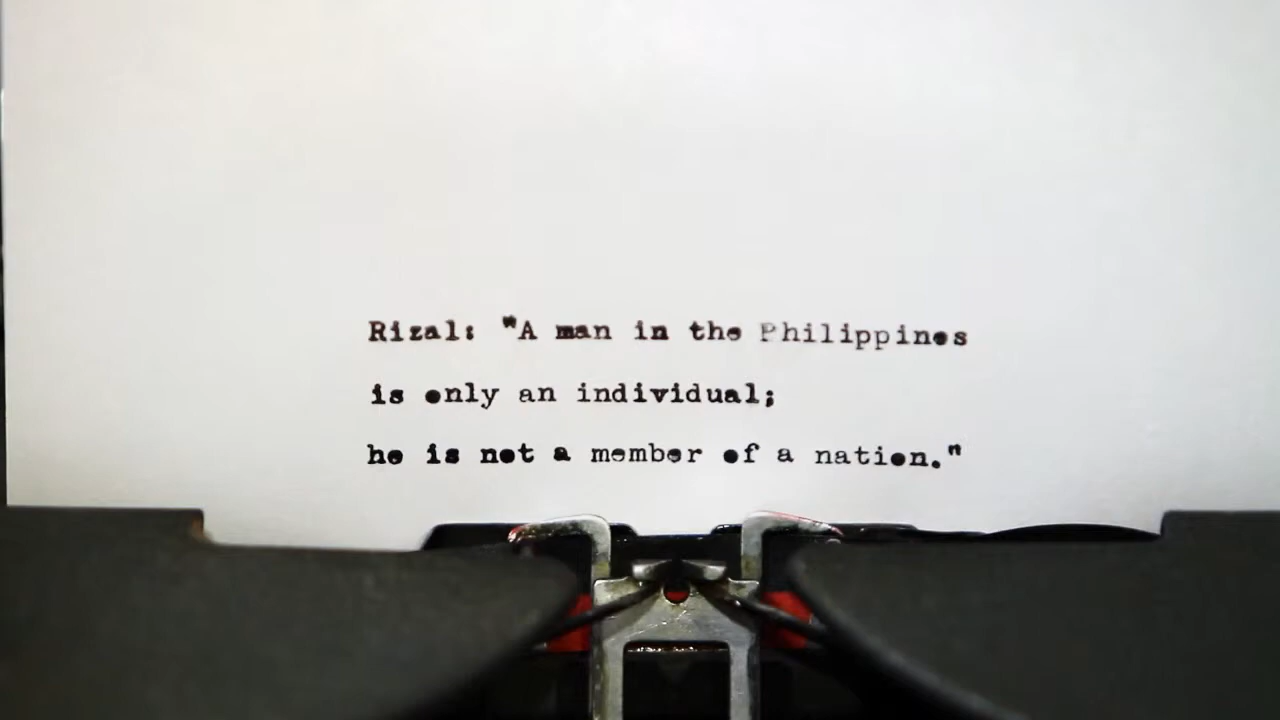 Rizal: "A man in the Philippines
is only an individual;
he is not a member of a nation."